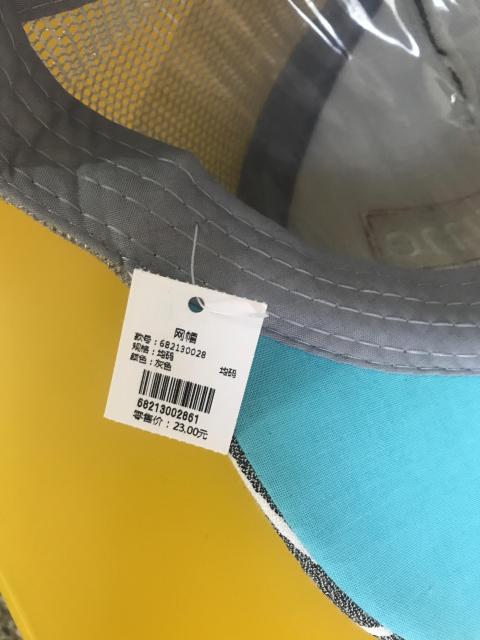 网幅
款号：682130028
规格：均码 均码
颜色：灰色
68213002861
零售价：23.00元